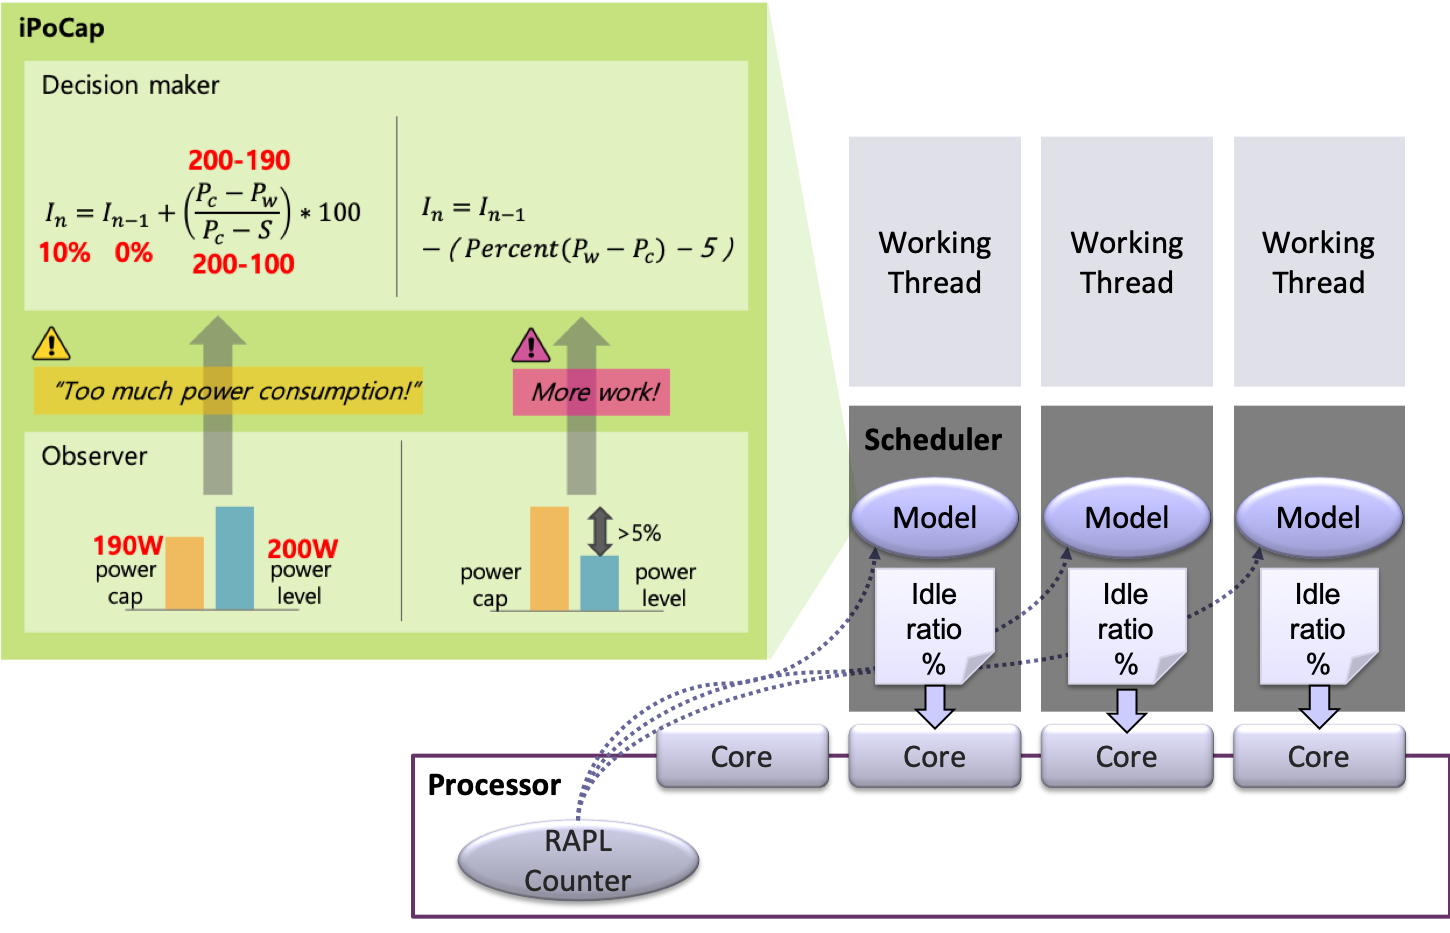 iPoCap
Decision maker
200-190
I_n = I_{n−1} + ((P_c − P_w)/(P_c − S)) * 100
10% 0%
200-100
I_n = I_{n−1}
− ( Percent(P_w − P_c) − 5 )
“Too much power consumption!“
More work!
Observer
190W
power
cap
200W
power
level
>5%
power
cap
power
level
Working
Thread
Working
Thread
Working
Thread
Scheduler
Model
Model
Model
Idle
ratio
%
Idle
ratio
%
Idle
ratio
%
Core
Core
Core
Core
Processor
RAPL
Counter